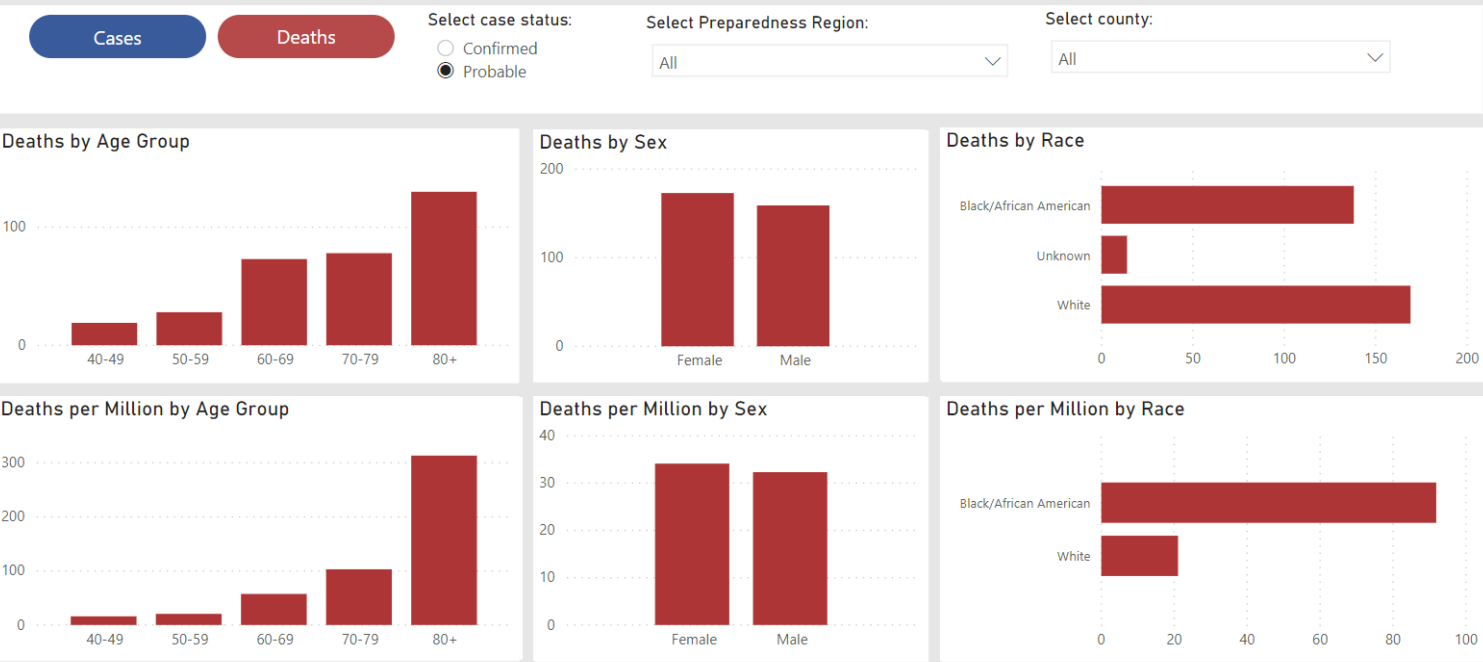 Cases
Deaths
Select case status:
Confirmed
Probable
Select Preparedness Region:
All
Select county:
All
Deaths by Age Group
100
0
40-49 50-59 60-69 70-79 80+
Deaths by Sex
200
100
0
Female Male
Deaths by Race
Black/African American
Unknown
White
0 50 100 150 200
Deaths per Million by Age Group
300
200
100
0
40-49 50-59 60-69 70-79 80+
Deaths per Million by Sex
40
30
20
10
0
Female Male
Deaths per Million by Race
Black/African American
White
0 20 40 60 80 100